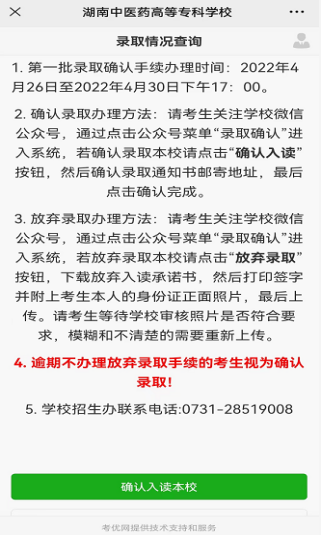 湖南中医药高等专科学校
录取情况查询
1. 第一批录取确认手续办理时间：2022年4
月26日至2022年4月30日下午17：00。
2. 确认录取办理方法：请考生关注学校微信
公众号，通过点击公众号菜单“录取确认”进
入系统，若确认录取本校请点击“确认入读”
按钮，然后确认录取通知书邮寄地址，最后
点击确认完成。
3. 放弃录取办理方法：请考生关注学校微信
公众号，通过点击公众号菜单“录取确认”进
入系统，若放弃录取本校请点击“放弃录取”
按钮，下载放弃入读承诺书，然后打印签字
并附上考生本人的身份证正面照片，最后上
传。请考生等待学校审核照片是否符合要
求，模糊和不清楚的需要重新上传。
4. 逾期不办理放弃录取手续的考生视为确认
录取！
5. 学校招生办联系电话:0731-28519008
确认入读本校
考优网提供技术支持和服务